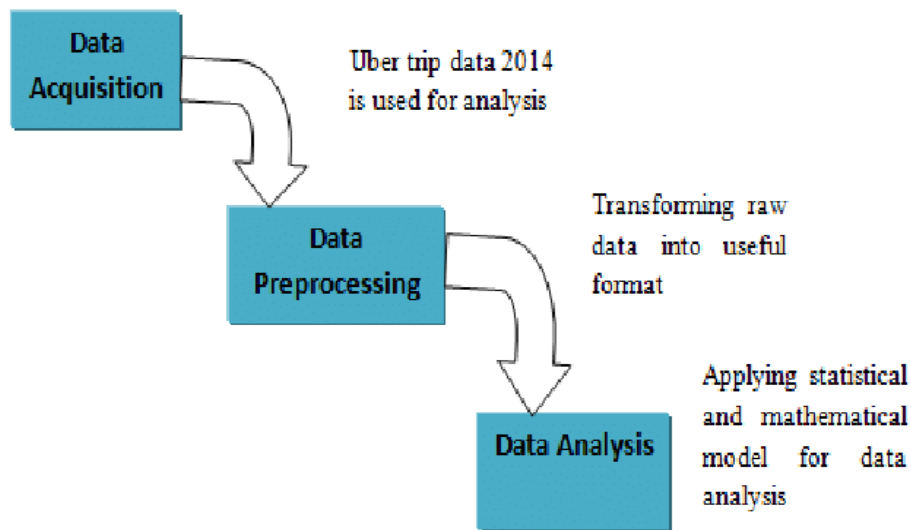 Data
Acquisition
Uber trip data 2014
is used for analysis
Data
Preprocessing
Transforming raw
data into useful
format
Data Analysis
Applying statistical
and mathematical
model for data
analysis